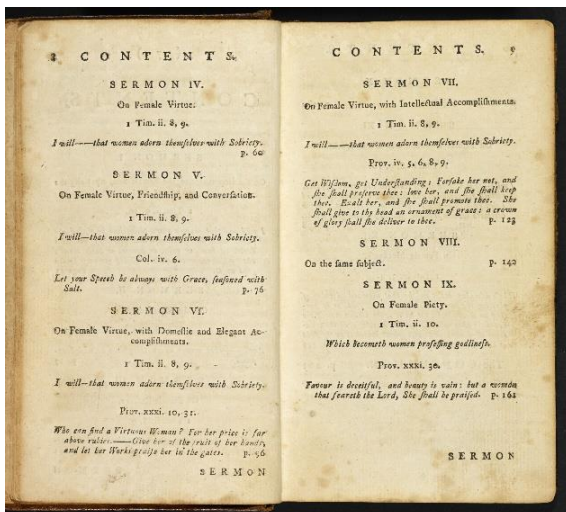 8 CONTENTS.
SERMON IV.
On Female Virtue.
1 Tim. ii. 8, 9.
I will——that women adorn themselves with Sobriety.
p. 60
SERMON V.
On Female Virtue, Friendſhip, and Converſation.
1 Tim. ii. 8, 9.
I will—that women adorn themſelves with Sobriety.
Col. iv. 6.
Let your Speech be always with Grace, ſeaſoned with
Salt. p. 76
SERMON VI.
On Female Virtue, with Domeſtic and Elegant Ac-
compliſhments.
1 Tim. ii. 8, 9.
I will—that women adorn themſelves with Sobriety.
Prov. xxxi. 10, 31.
Who can find a Virtuous Woman? For her price is far
above rubies.——Give her of the fruit of her hands,
and let her Works praiſe her in the gates. p. 96
SERMON
CONTENTS. 9
SERMON VII.
On Female Virtue, with Intellectual Accompliſhments.
1 Tim. ii. 8, 9.
I will——that women adorn themſelves with Sobriety.
Prov. iv. 5, 6, 8, 9.
Get Wiſdom, get Underſtanding: Forſake her not, and
ſhe ſhall preſerve thee: love her, and ſhe ſhall keep
thee. Exalt her, and ſhe ſhall promote thee. She
ſhall give to thy head an ornament of grace: a crown
of glory ſhall ſhe deliver to thee. p. 123
SERMON VIII.
On the ſame ſubject. p. 142
SERMON IX.
On Female Piety.
1 Tim. ii. 10.
Which becometh women profeſſing godlineſs.
Prov. xxxi. 30.
Favour is deceitful, and beauty is vain: but a woman
that feareth the Lord, She ſhall be praiſed. p. 161
SERMON